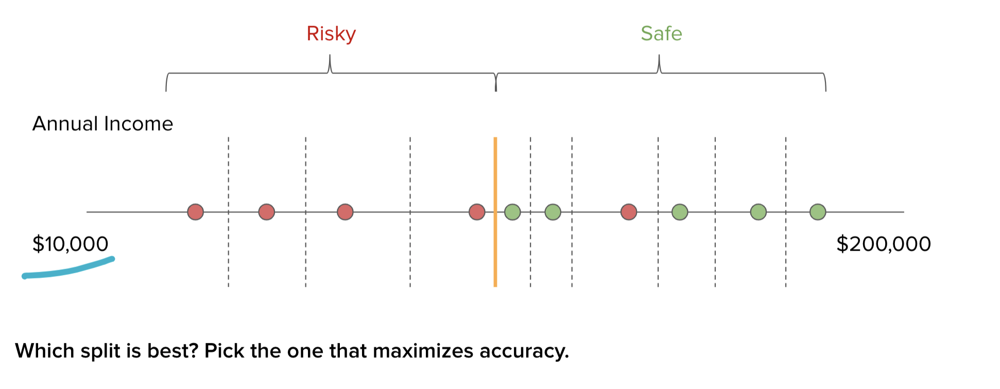 Risky
Safe
Annual Income
$10,000
$200,000
Which split is best? Pick the one that maximizes accuracy.